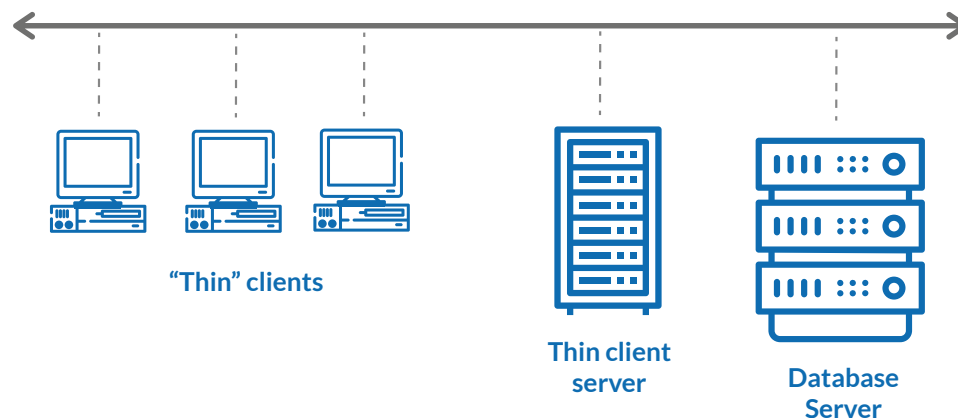 “Thin” clients
Thin client
server
Database
Server